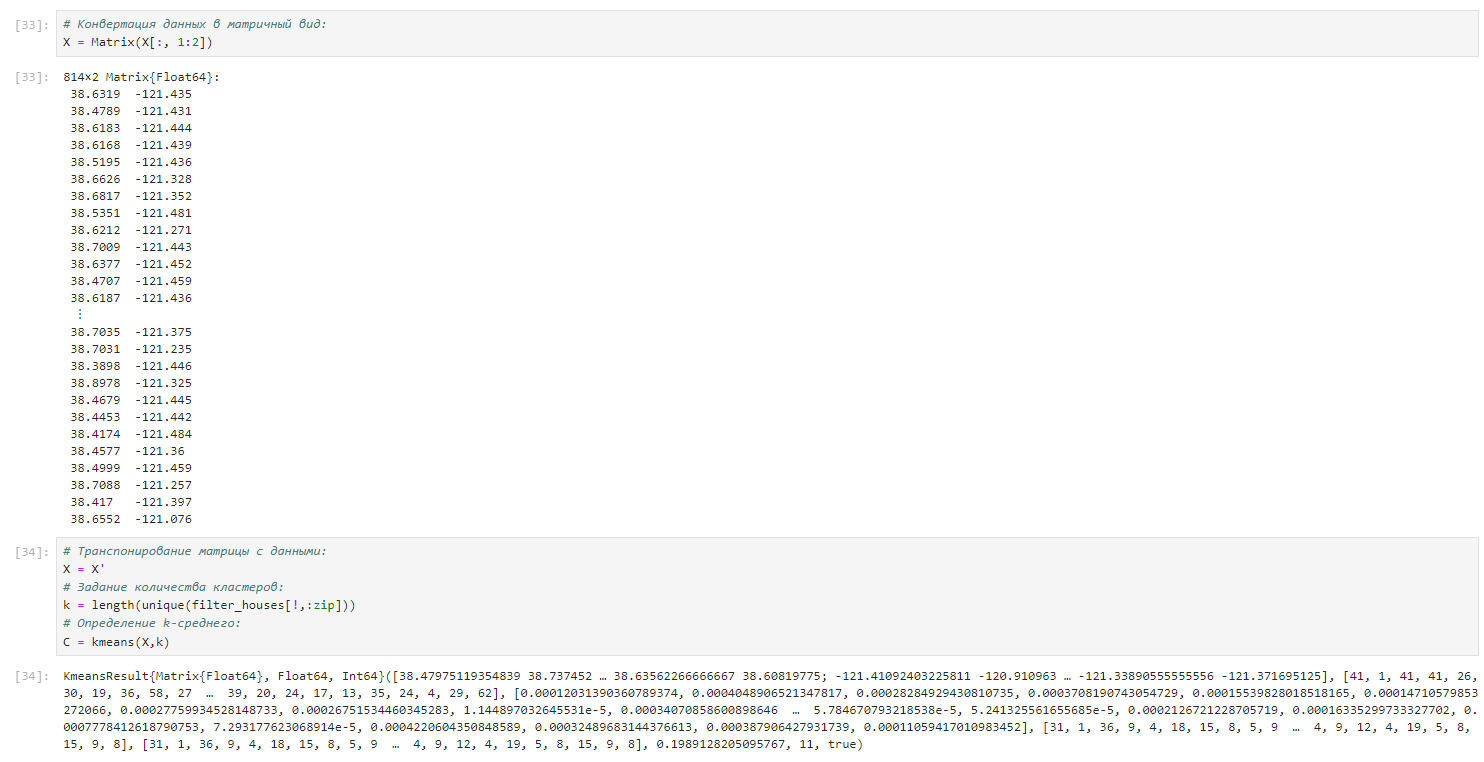 [33]: # Конвертация данных в матричный вид:
X = Matrix(X[:, 1:2])
[33]: 814×2 Matrix{Float64}:
38.6319 -121.435
38.4789 -121.431
38.6183 -121.444
38.6168 -121.439
38.5195 -121.436
38.6626 -121.328
38.6817 -121.352
38.5351 -121.481
38.6212 -121.271
38.7009 -121.443
38.6377 -121.452
38.4707 -121.459
38.6187 -121.436
⋮
38.7035 -121.375
38.7031 -121.235
38.3898 -121.446
38.8978 -121.325
38.4679 -121.445
38.4453 -121.442
38.4174 -121.484
38.4577 -121.36
38.4999 -121.459
38.7088 -121.257
38.417 -121.397
38.6552 -121.076
[34]: # Транспонирование матрицы с данными:
X = X'
# Задание количества кластеров:
k = length(unique(filter_houses[!,:zip]))
# Определение k-среднего:
C = kmeans(X,k)
[34]: KmeansResult{Matrix{Float64}, Float64, Int64}([38.47975119354839 38.737452 … 38.63562266666667 38.60819775; -121.41092403225811 -120.910963 … -121.33890555555556 -121.371695125], [41, 1, 41, 41, 26,
30, 19, 36, 58, 27 … 39, 20, 24, 17, 13, 35, 24, 4, 29, 62], [0.00012031390360789374, 0.0004048906521347817, 0.00028284929430810735, 0.0003708190743054729, 0.00015539828018518165, 0.00014710579853
272066, 0.00027759934528148733, 0.00026751534460345283, 1.144897032645531e-5, 0.00034070858600898646 … 5.784670793218538e-5, 5.241325561655685e-5, 0.0002126721228705719, 0.00016335299733327702, 0.
0007778412618790753, 7.293177623068914e-5, 0.0004220604350848589, 0.00032489683144376613, 0.000387906427931739, 0.00011059417010983452], [31, 1, 36, 9, 4, 18, 15, 8, 5, 9 … 4, 9, 12, 4, 19, 5, 8,
15, 9, 8], [31, 1, 36, 9, 4, 18, 15, 8, 5, 9 … 4, 9, 12, 4, 19, 5, 8, 15, 9, 8], 0.1989128205095767, 11, true)